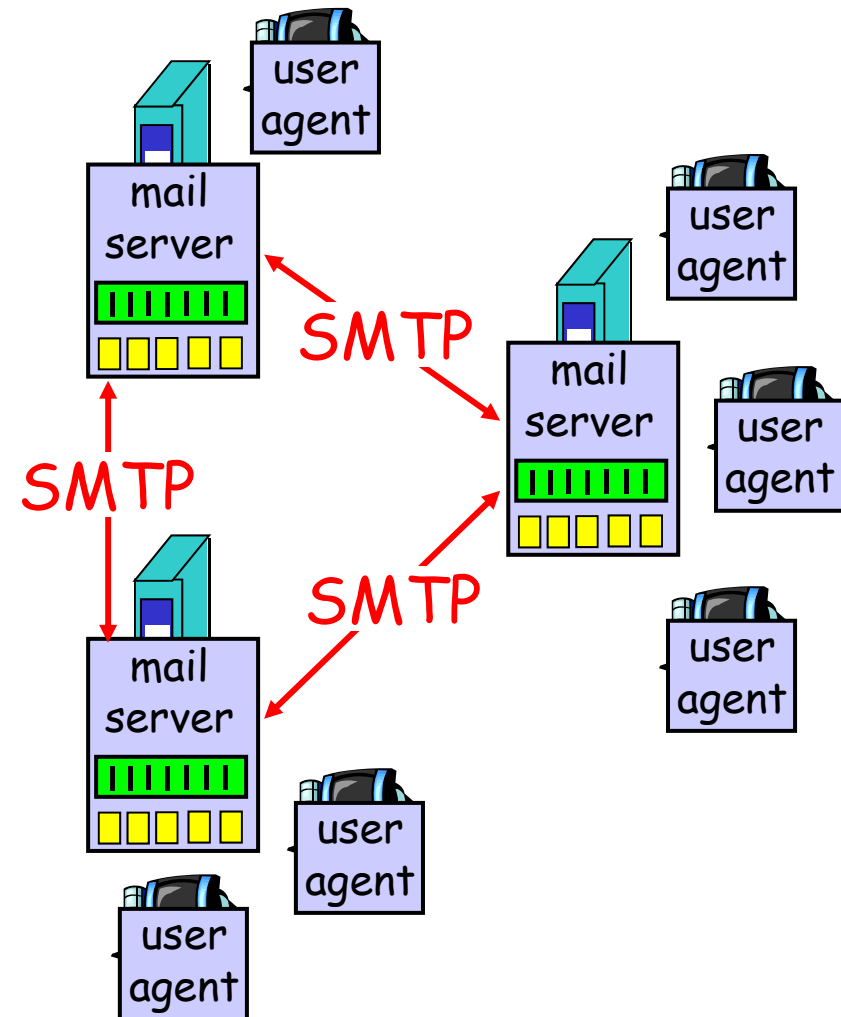 user
agent
mail
server
user
agent
SMTP
mail
server
user
agent
SMTP
SMTP
user
agent
mail
server
user
agent
user
agent